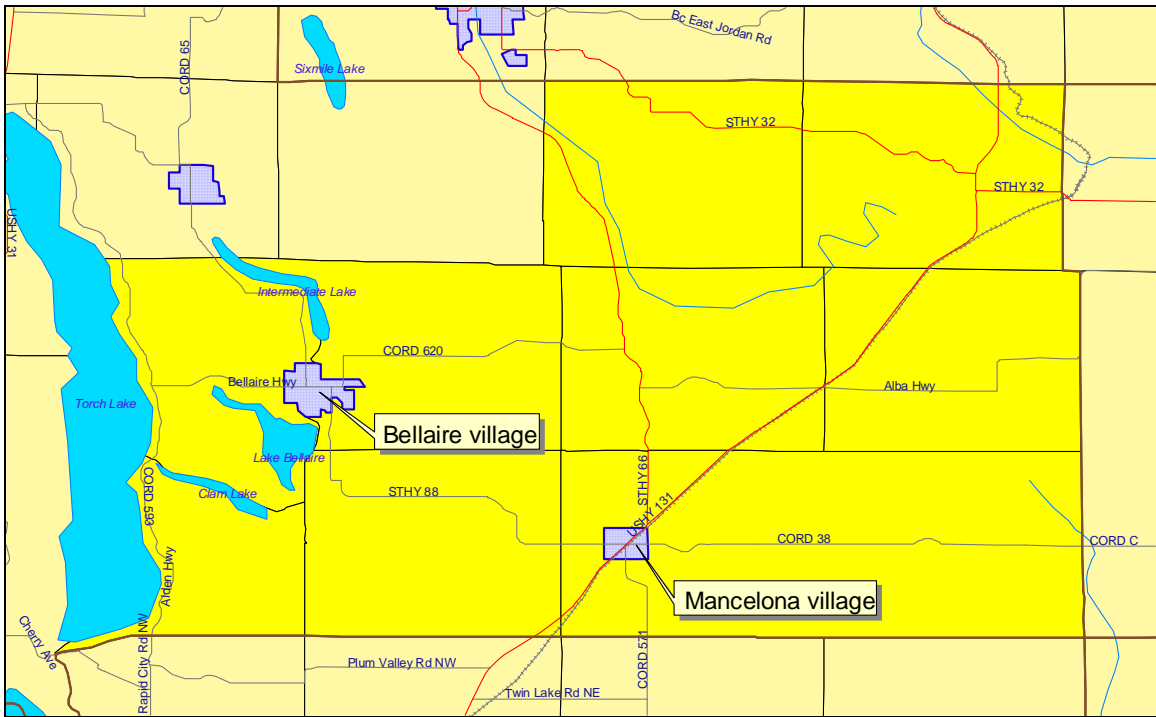 Bc East Jordan Rd
CORD 65
Sixmile Lake
STHY 32
STHY 32
USHY 31
Intermediate Lake
CORD 620
Bellaire Hwy
Alba Hwy
Torch Lake
Bellaire village
Lake Bellaire
STHY 66
CORD 593
Clam Lake
STHY 88
USHY 131
CORD 38
CORD C
Alden Hwy
Mancelona village
Cherry Ave
Rapid City Rd NW
Plum Valley Rd NW
CORD 571
Twin Lake Rd NE